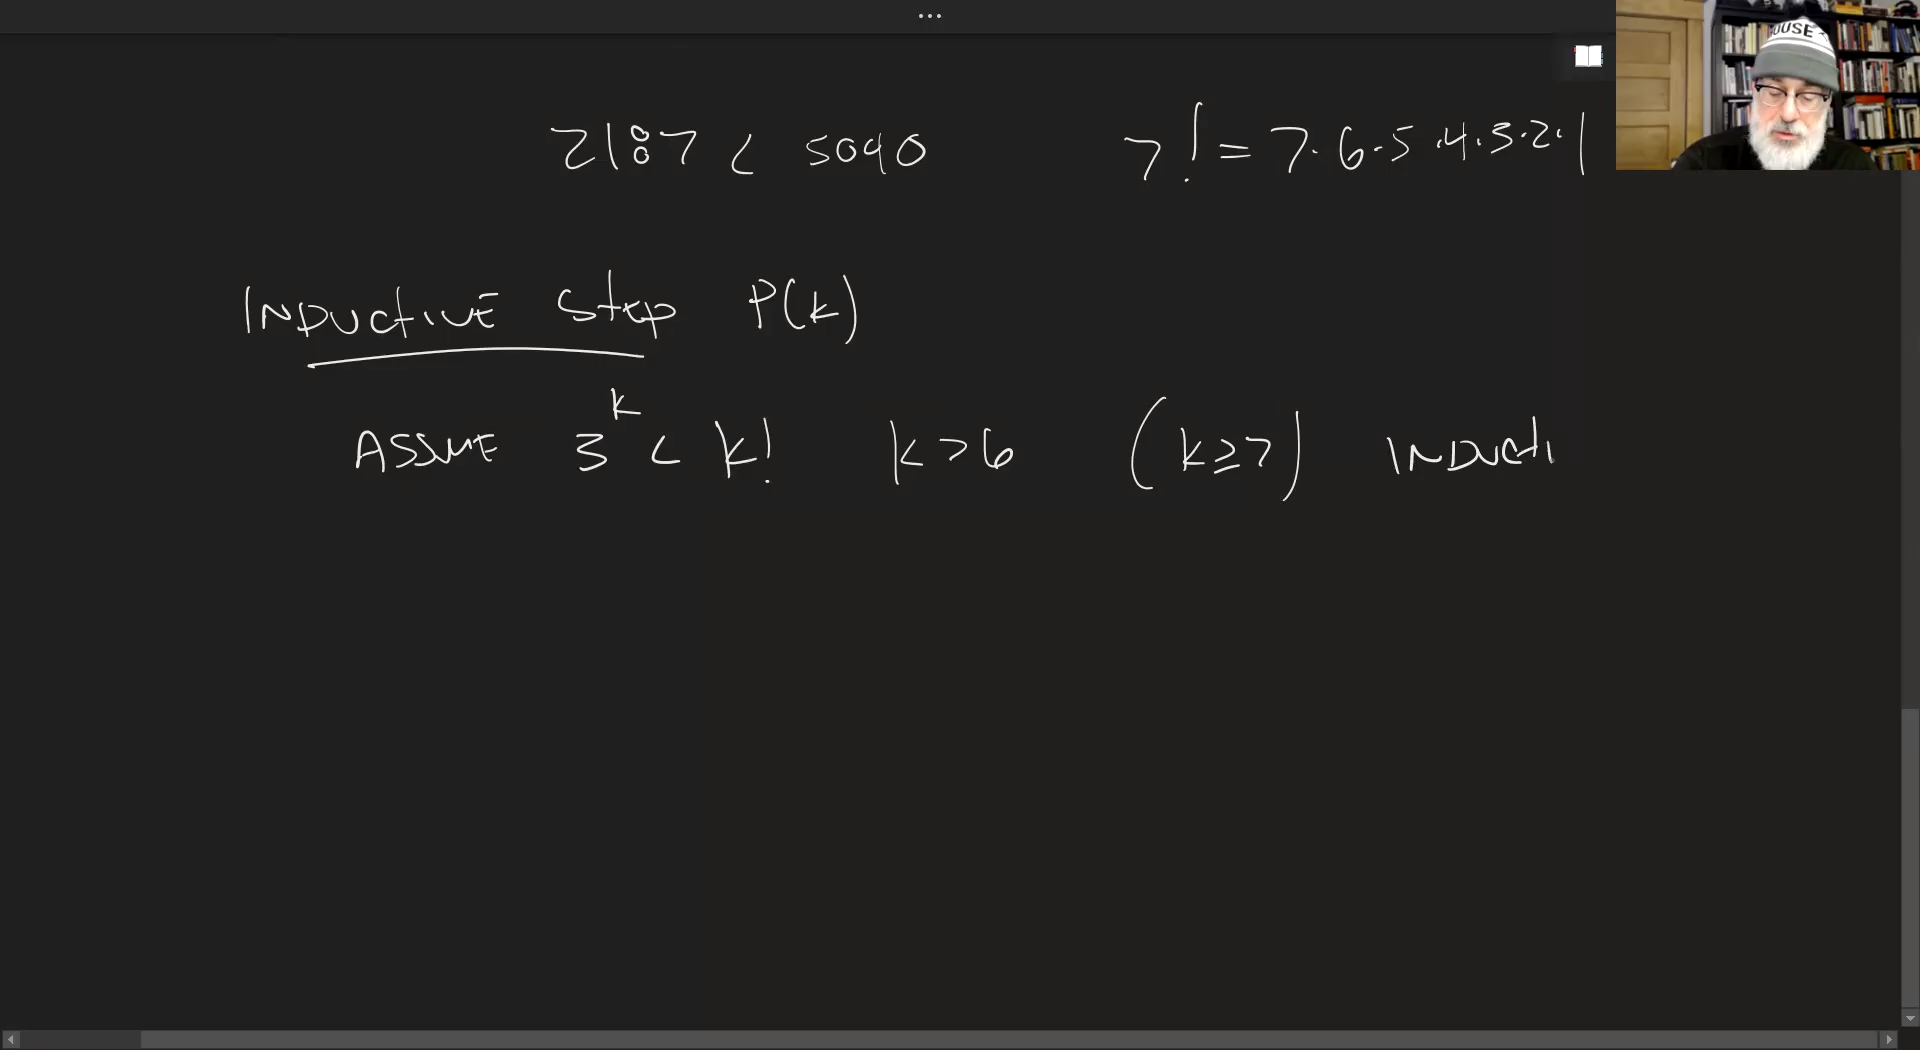 2187 < 5040 7! = 7·6·5·4·3·2·1
INDUCTIVE STEP P(k)
ASSUME 3^k < k! k > 6 (k ≥ 7) INDUCTI